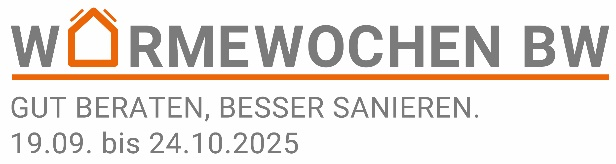 WÄRMEWOCHEN BW
GUT BERATEN, BESSER SANIEREN.
19.09. bis 24.10.2025